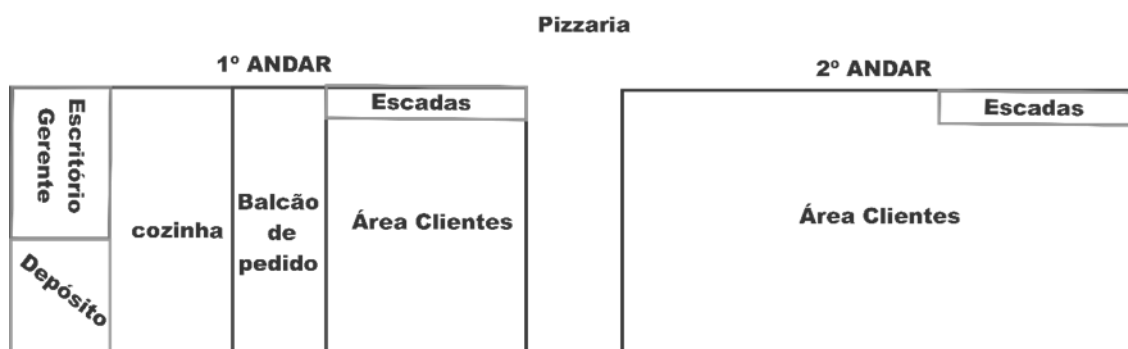 Pizzaria
1º ANDAR
Escritório
Gerente
Depósito
cozinha
Balcão
de
pedido
Escadas
Área Clientes
2º ANDAR
Escadas
Área Clientes